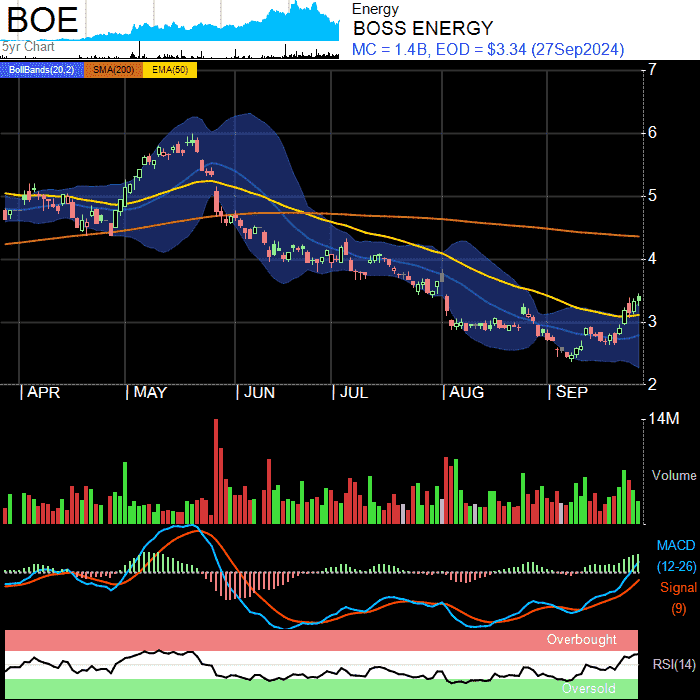 BOE
5yr Chart
Energy
BOSS ENERGY
MC = 1.4B, EOD = $3.34 (27Sep2024)
BollBands(20,2) SMA(200) EMA(50)
7
6
5
4
3
2
| APR | MAY | JUN | JUL | AUG | SEP
14M
Volume
MACD
(12-26)
Signal
(9)
Overbought
RSI(14)
Oversold